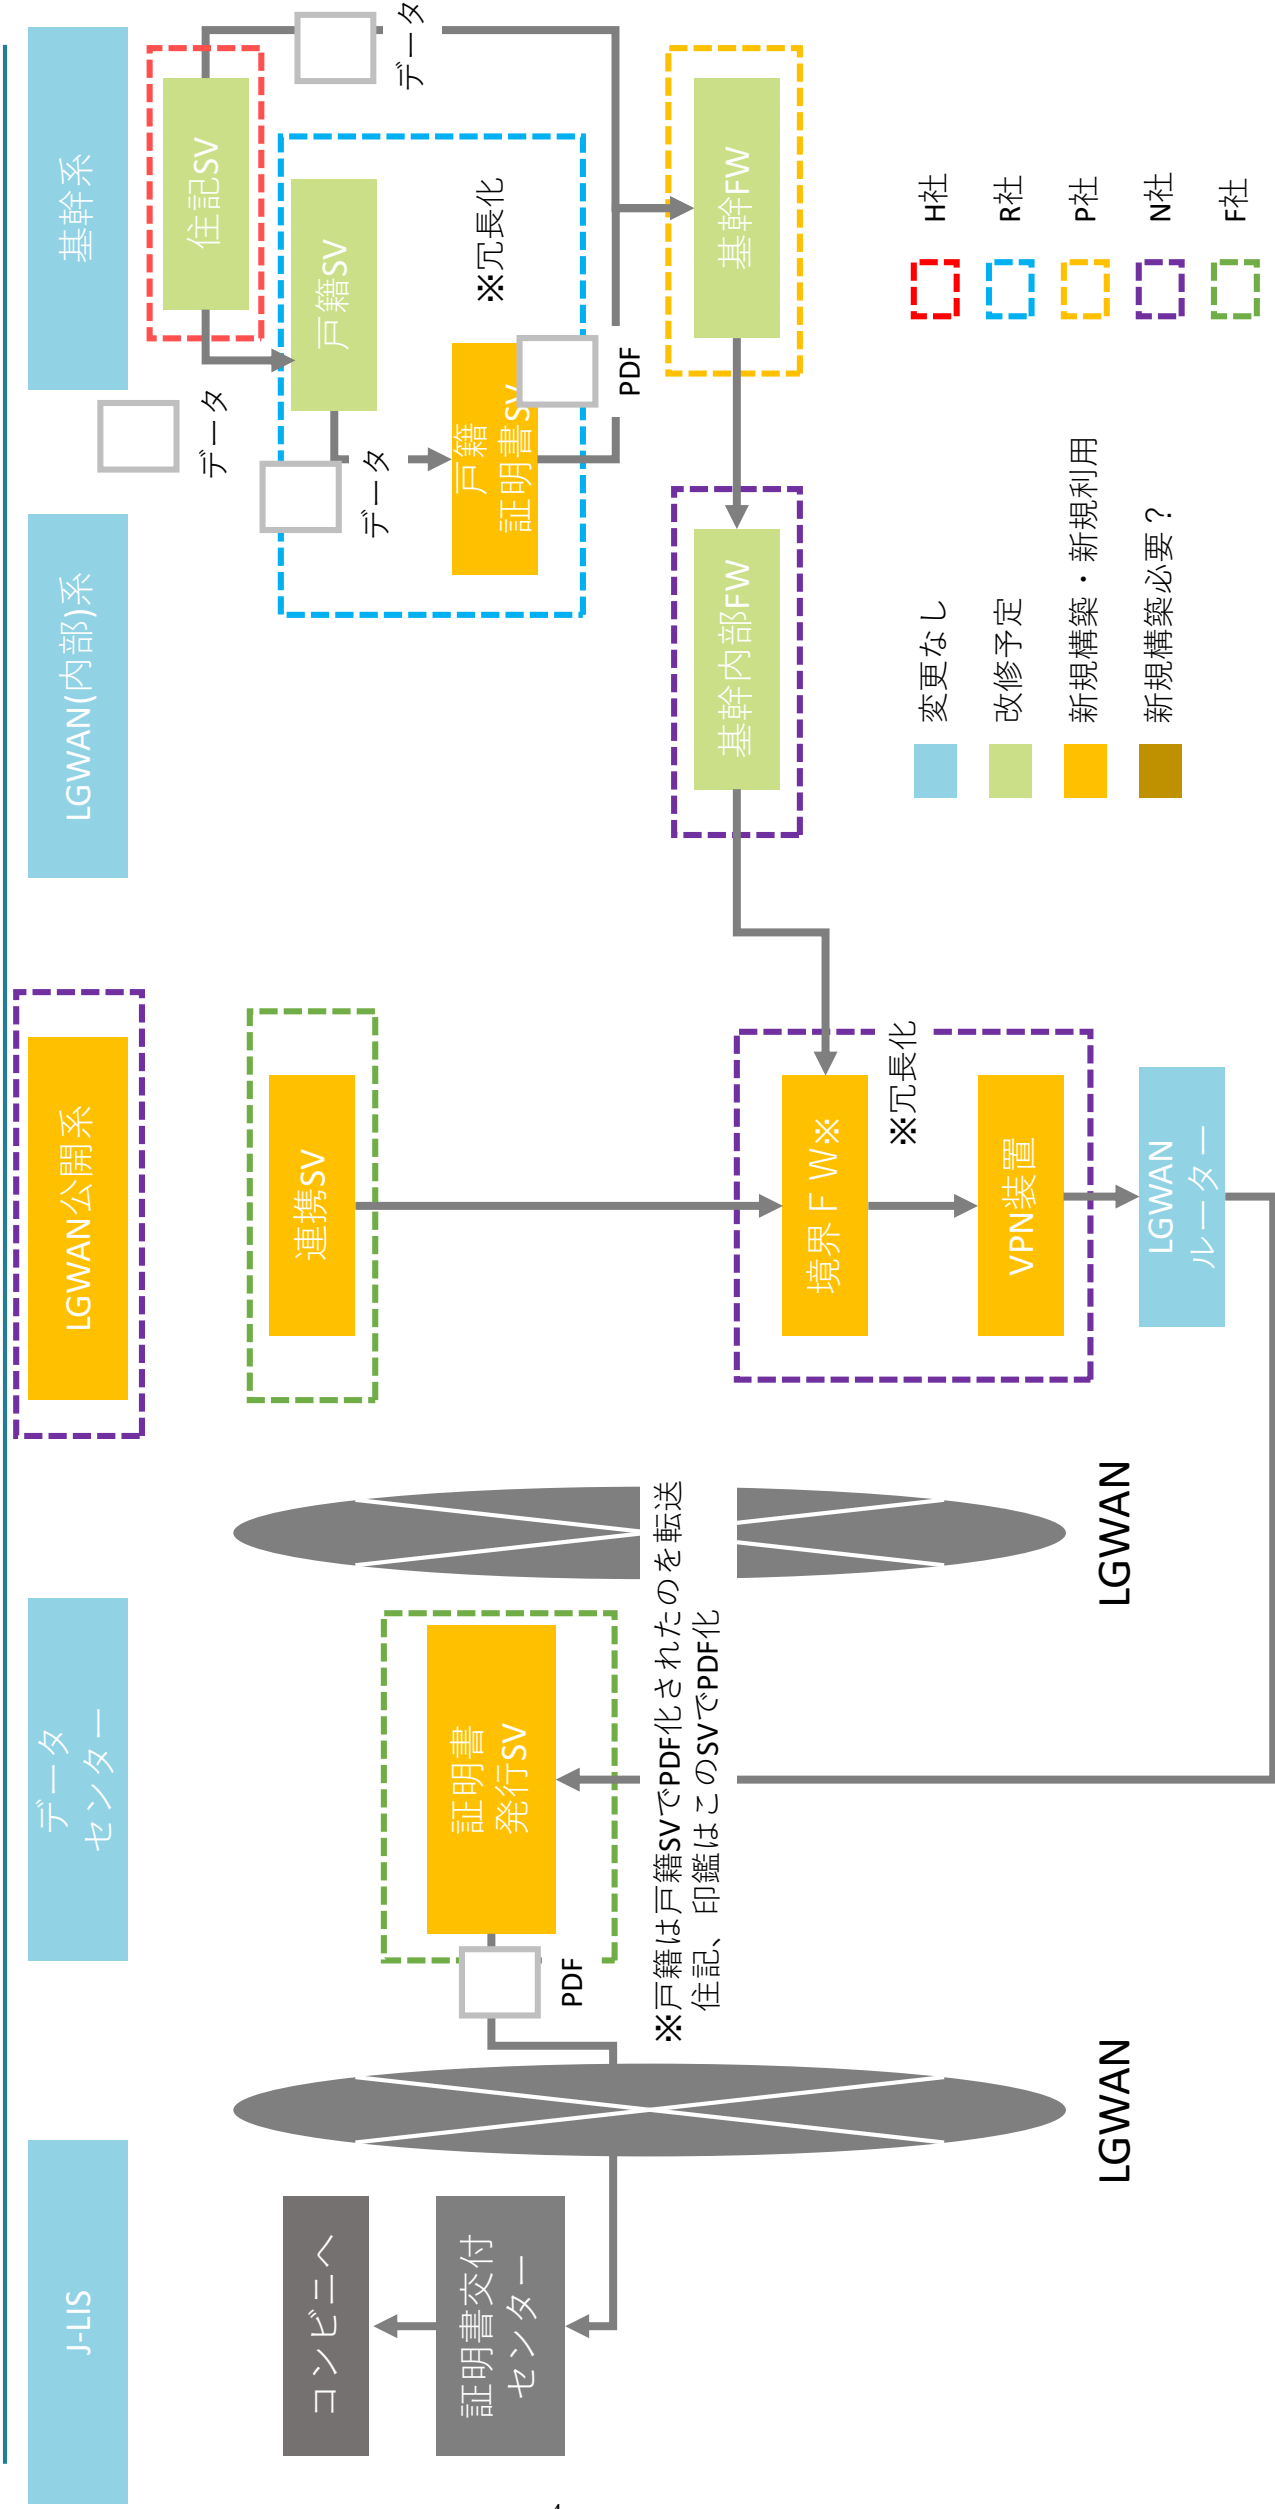 J-LIS
データ
センター
LGWAN公開系
LGWAN(内部)系
基幹系
コンビニへ
証明書交付
センター
LGWAN
証明書
発行SV
PDF
※戸籍は戸籍SVでPDF化されたのを転送
住記、印鑑はこのSVでPDF化
LGWAN
連携SV
境界ＦＷ※
※冗長化
VPN装置
LGWAN
ルーター
住記SV
データ
データ
戸籍SV
データ
戸籍
証明書SV
※冗長化
PDF
基幹FW
基幹内部FW
変更なし
改修予定
新規構築・新規利用
新規構築必要？
H社
R社
P社
N社
F社